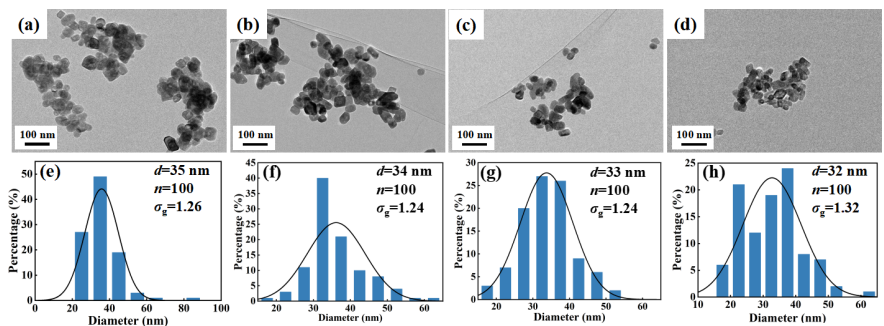 (a)
100 nm
(b)
100 nm
(c)
100 nm
(d)
100 nm
(e)
d=35 nm
n=100
σg=1.26
Percentage (%)
50
40
30
20
10
0
0 20 40 60 80 100
Diameter (nm)
(f)
d=34 nm
n=100
σg=1.24
Percentage (%)
45
40
35
30
25
20
15
10
5
0
20 30 40 50 60
Diameter (nm)
(g)
d=33 nm
n=100
σg=1.24
Percentage (%)
30
20
10
0
20 30 40 50 60
Diameter (nm)
(h)
d=32 nm
n=100
σg=1.32
Percentage (%)
25
20
15
10
5
0
10 20 30 40 50 60
Diameter (nm)